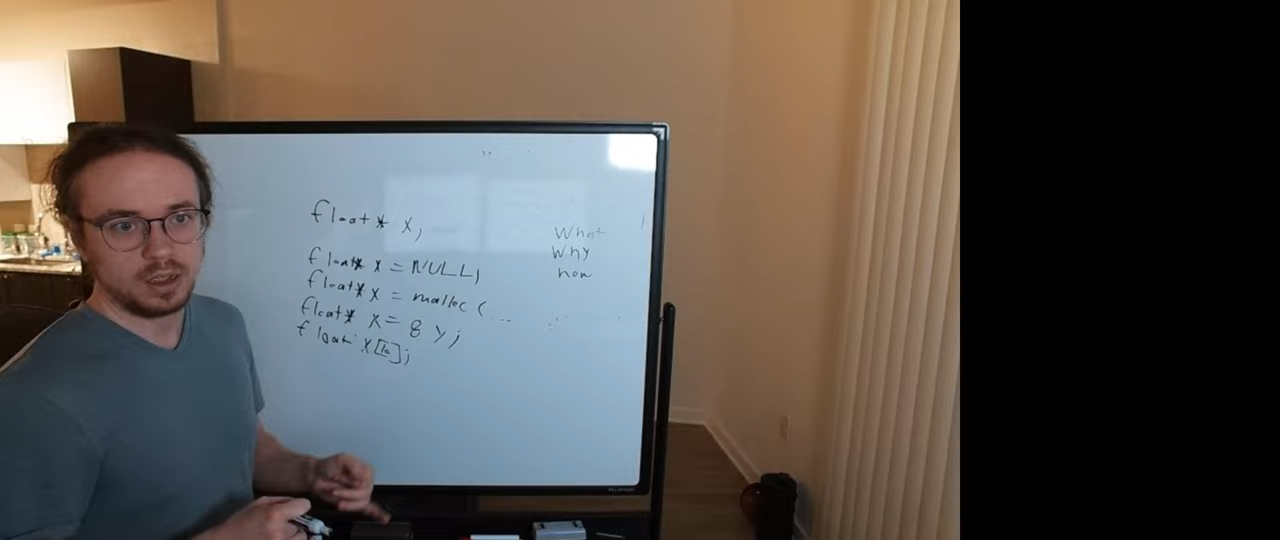 float* x;
float* x = NULL;
float* x = malloc (...
float* x = & y;
float x[10];
What
Why
how